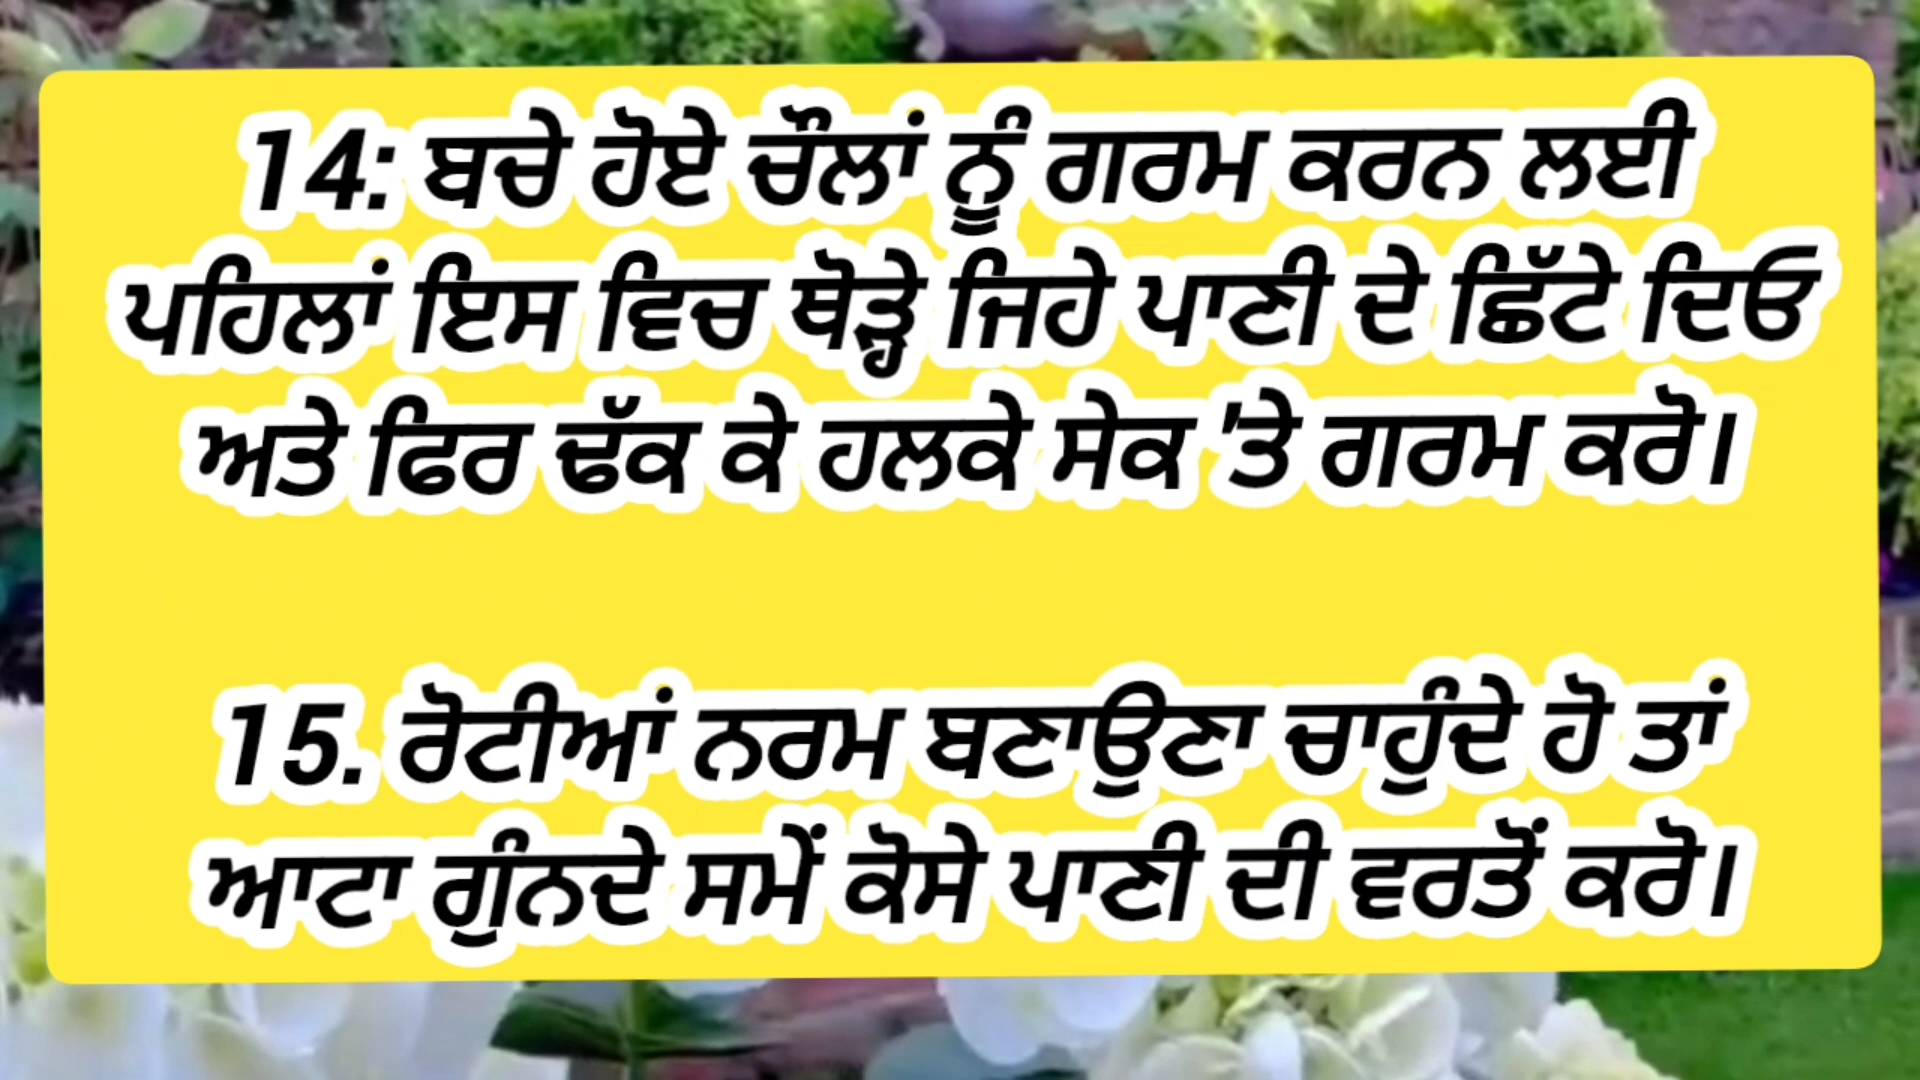 14: ਬਚੇ ਹੋਏ ਚੌਲਾਂ ਨੂੰ ਗਰਮ ਕਰਨ ਲਈ
ਪਹਿਲਾਂ ਇਸ ਵਿਚ ਥੋੜ੍ਹੇ ਜਿਹੇ ਪਾਣੀ ਦੇ ਛਿੱਟੇ ਦਿਓ
ਅਤੇ ਫਿਰ ਢੱਕ ਕੇ ਹਲਕੇ ਸੇਕ 'ਤੇ ਗਰਮ ਕਰੋ।
15. ਰੋਟੀਆਂ ਨਰਮ ਬਣਾਉਣਾ ਚਾਹੁੰਦੇ ਹੋ ਤਾਂ
ਆਟਾ ਗੁੰਨਦੇ ਸਮੇਂ ਕੋਸੇ ਪਾਣੀ ਦੀ ਵਰਤੋਂ ਕਰੋ।